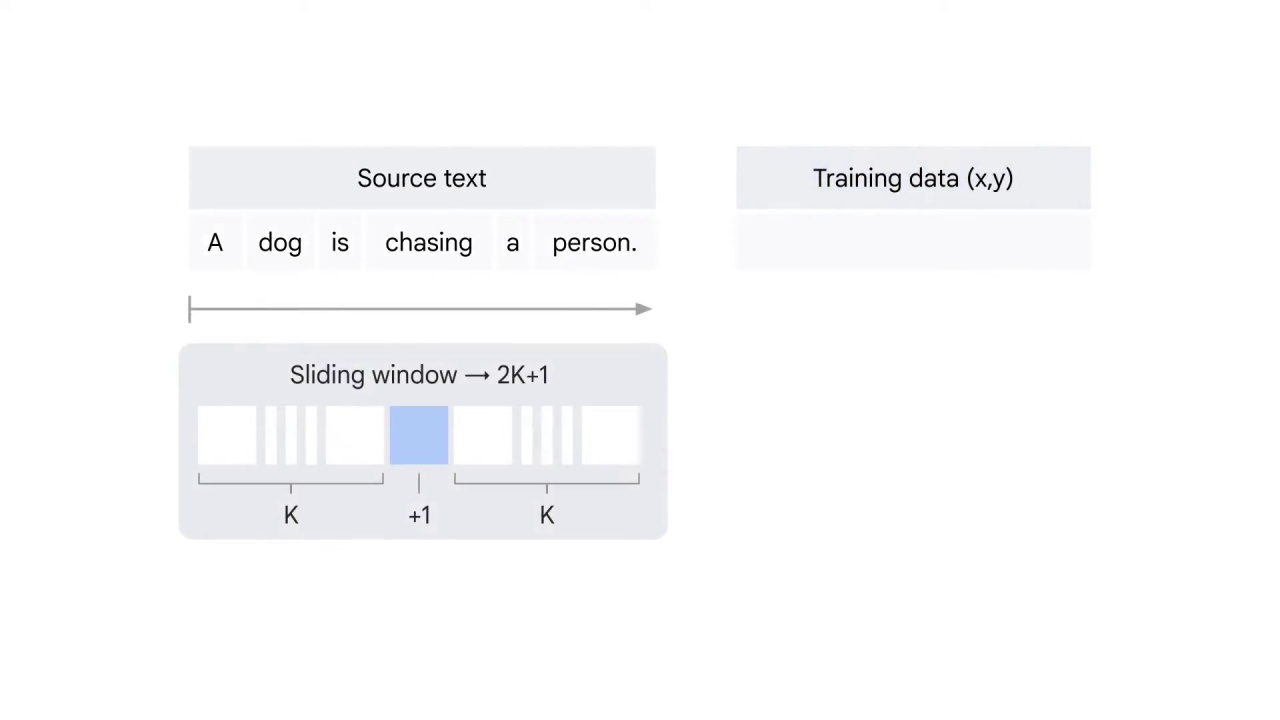 Source text
Training data (x,y)
A dog is chasing a person.
Sliding window → 2K+1
K +1 K